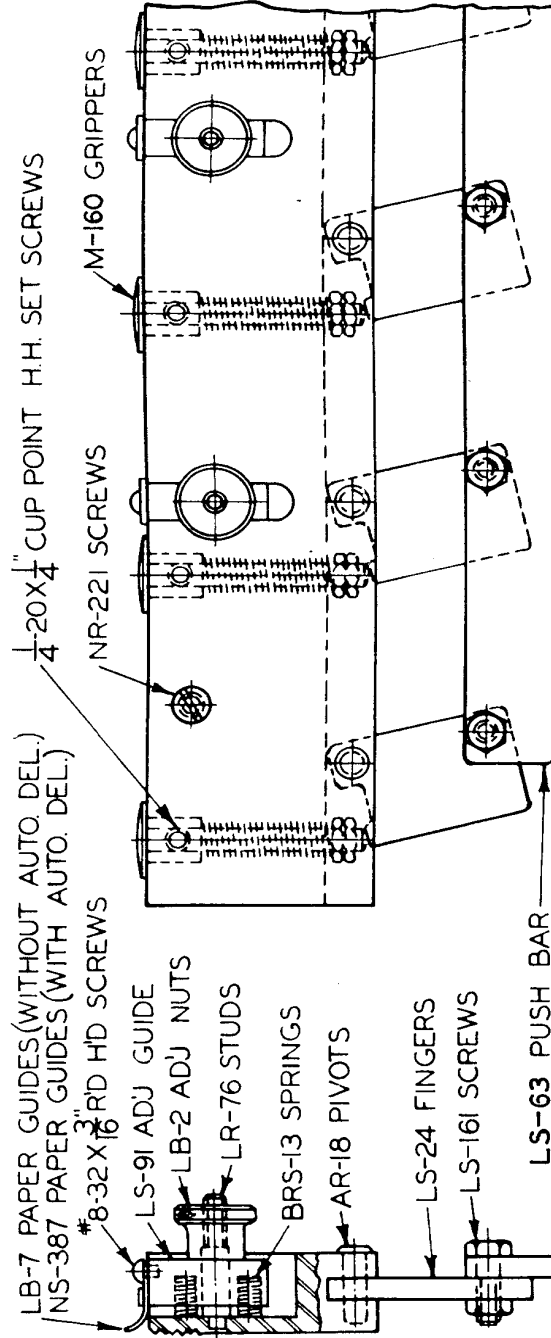 LB-7 PAPER GUIDES (WITHOUT AUTO. DEL.)
NS-387 PAPER GUIDES (WITH AUTO. DEL.)
#8-32 X 3/16" R'D H'D SCREWS
LS-91 ADJ GUIDE
LB-2 ADJ NUTS
LR-76 STUDS
BRS-13 SPRINGS
AR-18 PIVOTS
LS-24 FINGERS
LS-161 SCREWS
LS-63 PUSH BAR
1/4-20 X 1/4" CUP POINT H.H. SET SCREWS
NR-221 SCREWS
M-160 GRIPPERS